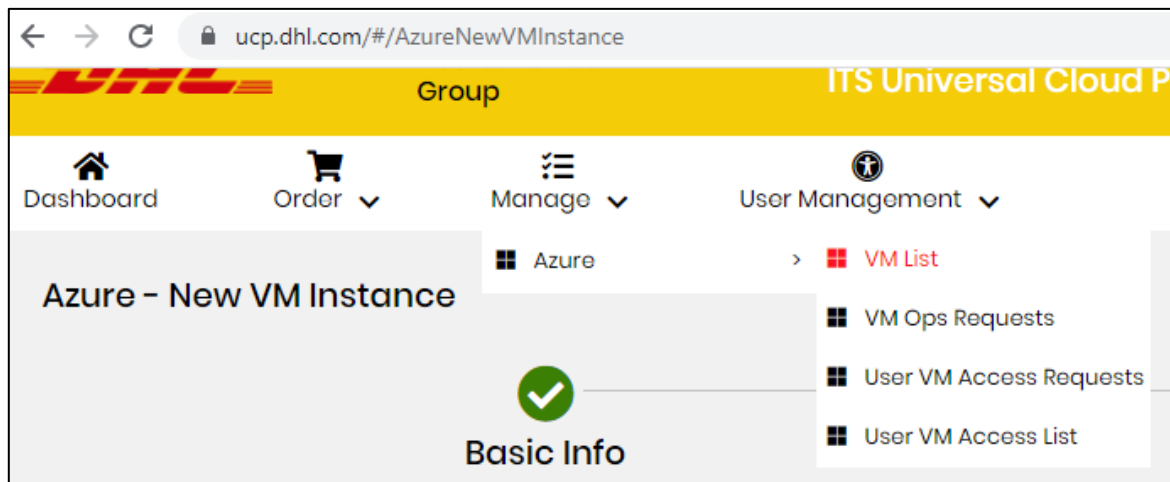 ucp.dhl.com/#/AzureNewVMInstance
DHL
Group
ITS Universal Cloud P
Dashboard
Order
Manage
User Management
Azure
VM List
Azure - New VM Instance
VM Ops Requests
User VM Access Requests
User VM Access List
Basic Info